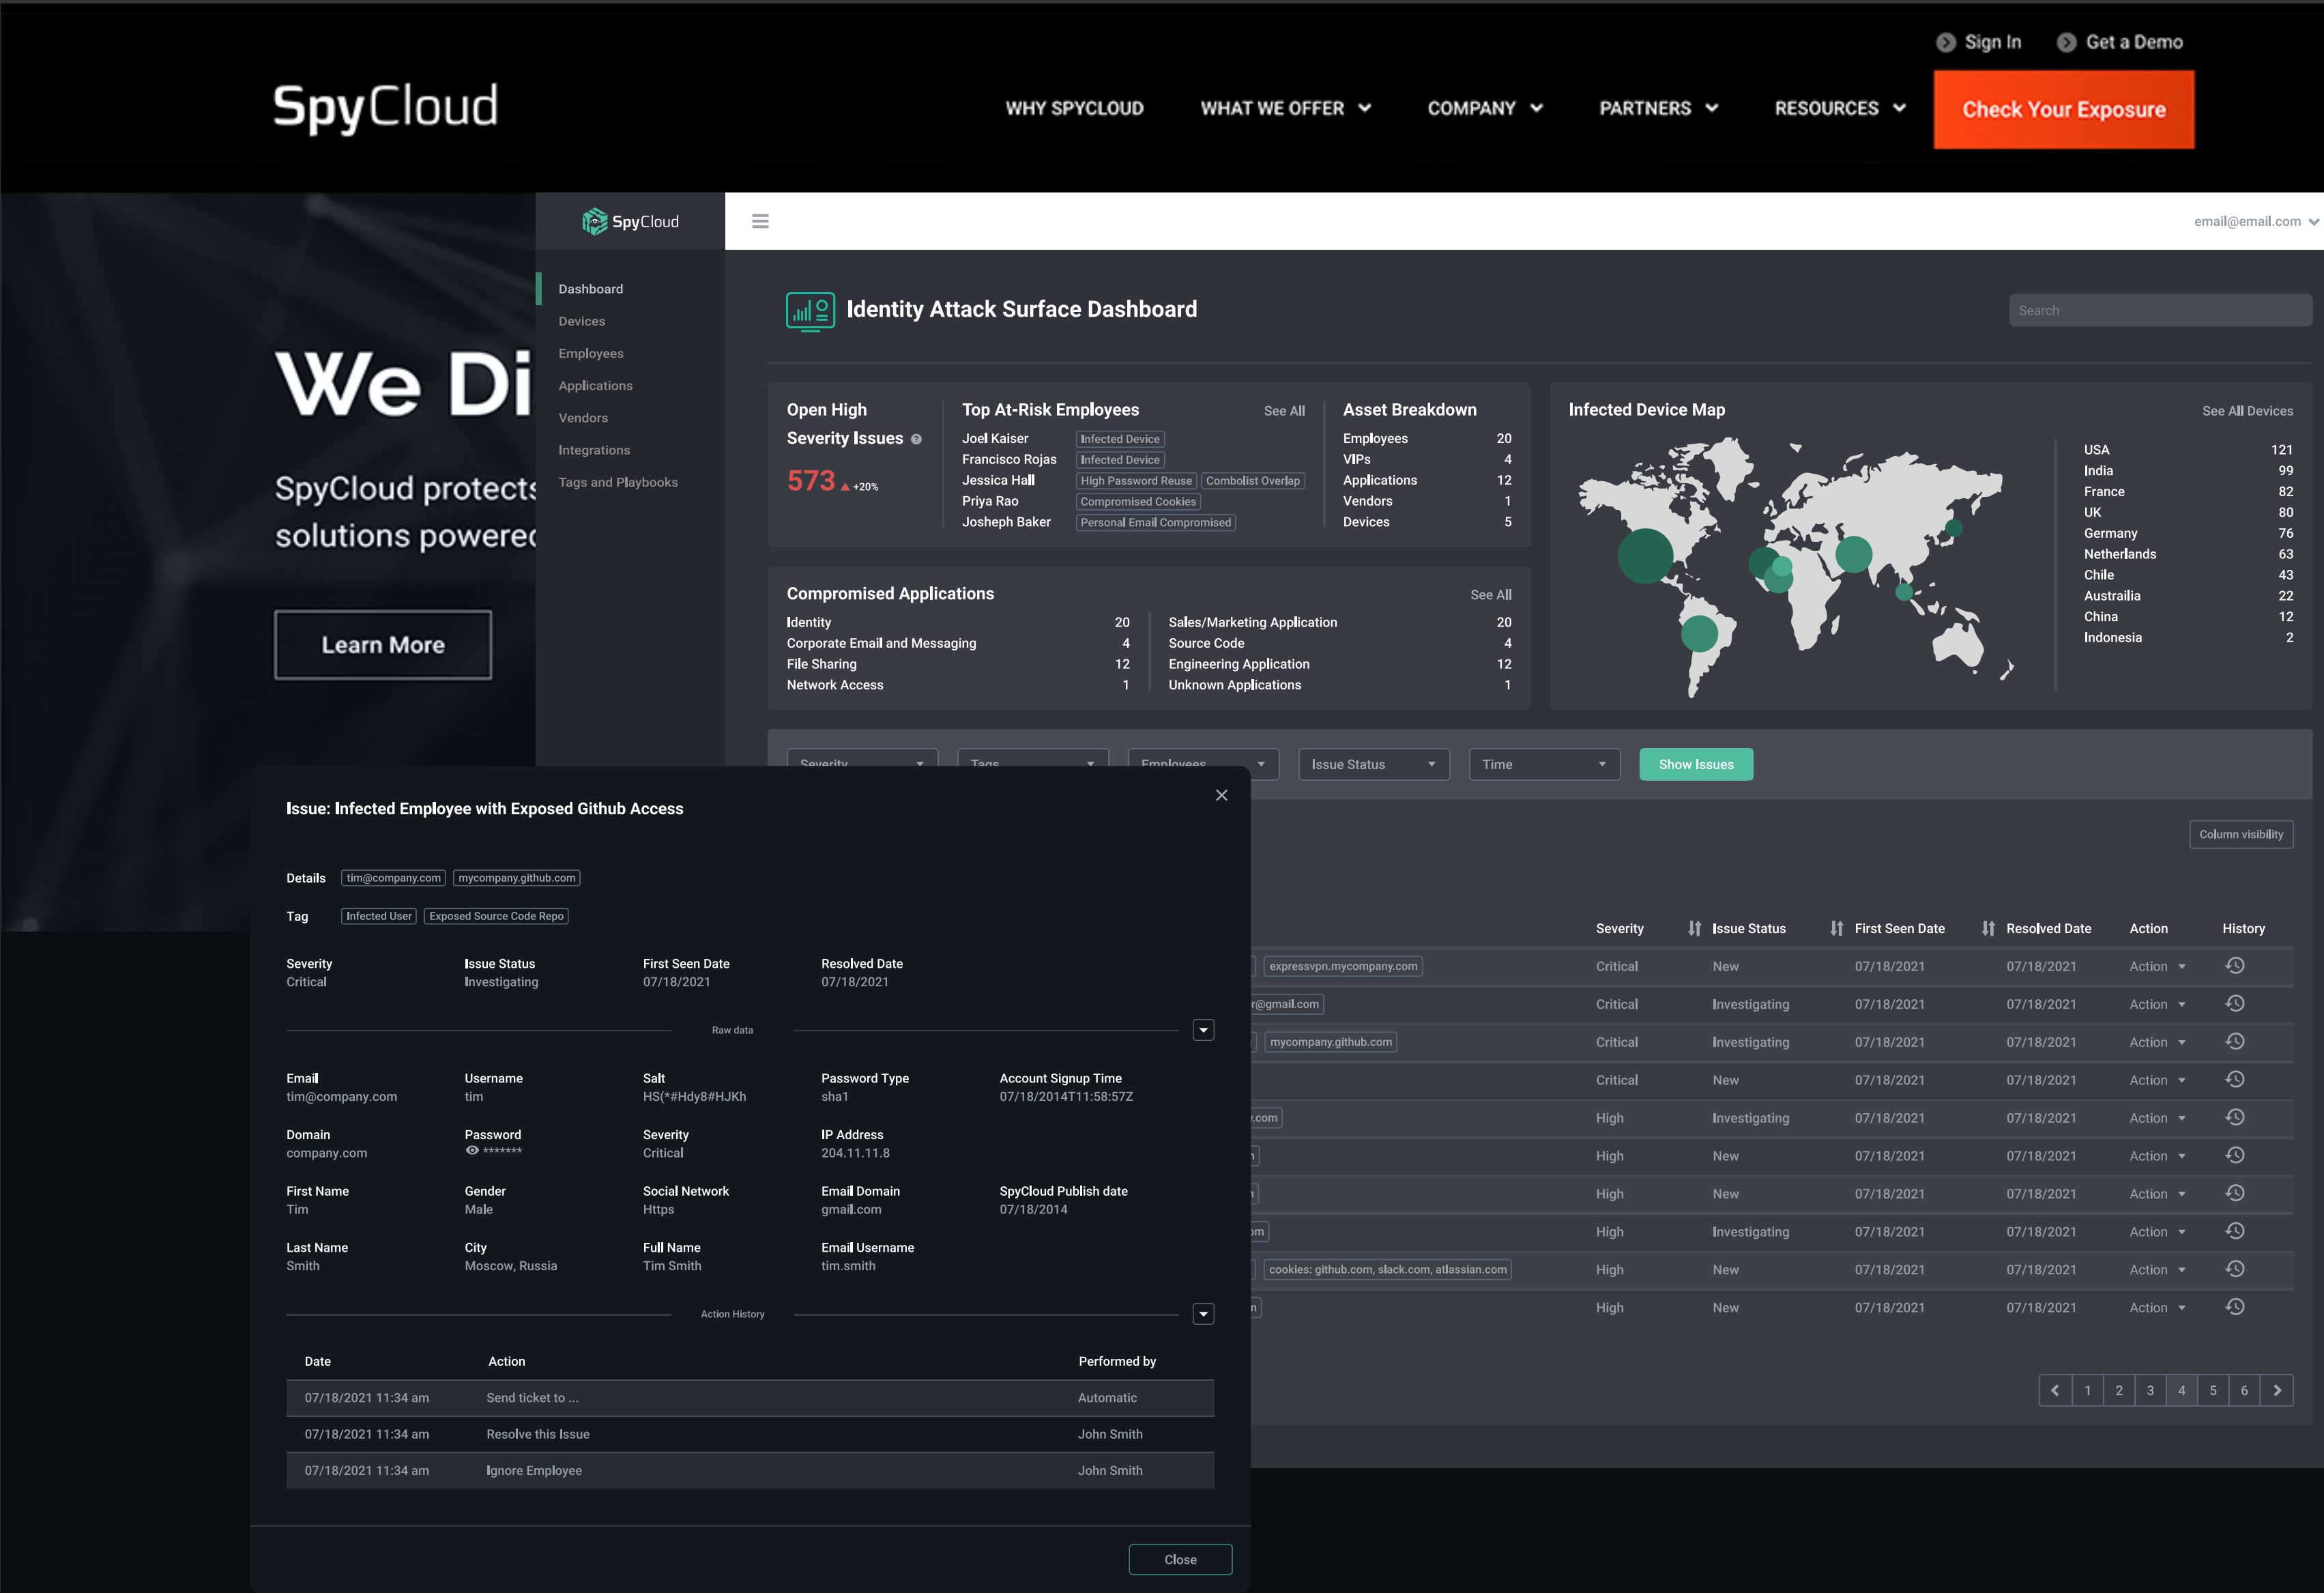 Sign In Get a Demo
SpyCloud
WHY SPYCLOUD WHAT WE OFFER COMPANY PARTNERS RESOURCES Check Your Exposure
We Di
SpyCloud protects
solutions powered
Learn More
SpyCloud
email@email.com
Dashboard
Devices
Employees
Applications
Vendors
Integrations
Tags and Playbooks
Identity Attack Surface Dashboard
Search
Open High
Severity Issues
573 +20%
Top At-Risk Employees See All
Joel Kaiser Infected Device
Francisco Rojas Infected Device
Jessica Hall High Password Reuse Combolist Overlap
Priya Rao Compromised Cookies
Josheph Baker Personal Email Compromised
Asset Breakdown
Employees 20
VIPs 4
Applications 12
Vendors 1
Devices 5
Infected Device Map See All Devices
USA 121
India 99
France 82
UK 80
Germany 76
Netherlands 63
Chile 43
Austrailia 22
China 12
Indonesia 2
Compromised Applications See All
Identity 20
Corporate Email and Messaging 4
File Sharing 12
Network Access 1
Sales/Marketing Application 20
Source Code 4
Engineering Application 12
Unknown Applications 1
Severity Tags Employees Issue Status Time Show Issues
Column visibility
Severity Issue Status First Seen Date Resolved Date Action History
expressvpn.mycompany.com Critical New 07/18/2021 07/18/2021 Action
r@gmail.com Critical Investigating 07/18/2021 07/18/2021 Action
mycompany.github.com Critical Investigating 07/18/2021 07/18/2021 Action
Critical New 07/18/2021 07/18/2021 Action
.com High Investigating 07/18/2021 07/18/2021 Action
High New 07/18/2021 07/18/2021 Action
High New 07/18/2021 07/18/2021 Action
om High Investigating 07/18/2021 07/18/2021 Action
cookies: github.com, slack.com, atlassian.com High New 07/18/2021 07/18/2021 Action
High New 07/18/2021 07/18/2021 Action
1 2 3 4 5 6
Issue: Infected Employee with Exposed Github Access
Details tim@company.com mycompany.github.com
Tag Infected User Exposed Source Code Repo
Severity Issue Status First Seen Date Resolved Date
Critical Investigating 07/18/2021 07/18/2021
Raw data
Email Username Salt Password Type Account Signup Time
tim@company.com tim HS(*#Hdy8#HJKh sha1 07/18/2014T11:58:57Z
Domain Password Severity IP Address
company.com ******* Critical 204.11.11.8
First Name Gender Social Network Email Domain SpyCloud Publish date
Tim Male Https gmail.com 07/18/2014
Last Name City Full Name Email Username
Smith Moscow, Russia Tim Smith tim.smith
Action History
Date Action Performed by
07/18/2021 11:34 am Send ticket to ... Automatic
07/18/2021 11:34 am Resolve this Issue John Smith
07/18/2021 11:34 am Ignore Employee John Smith
Close